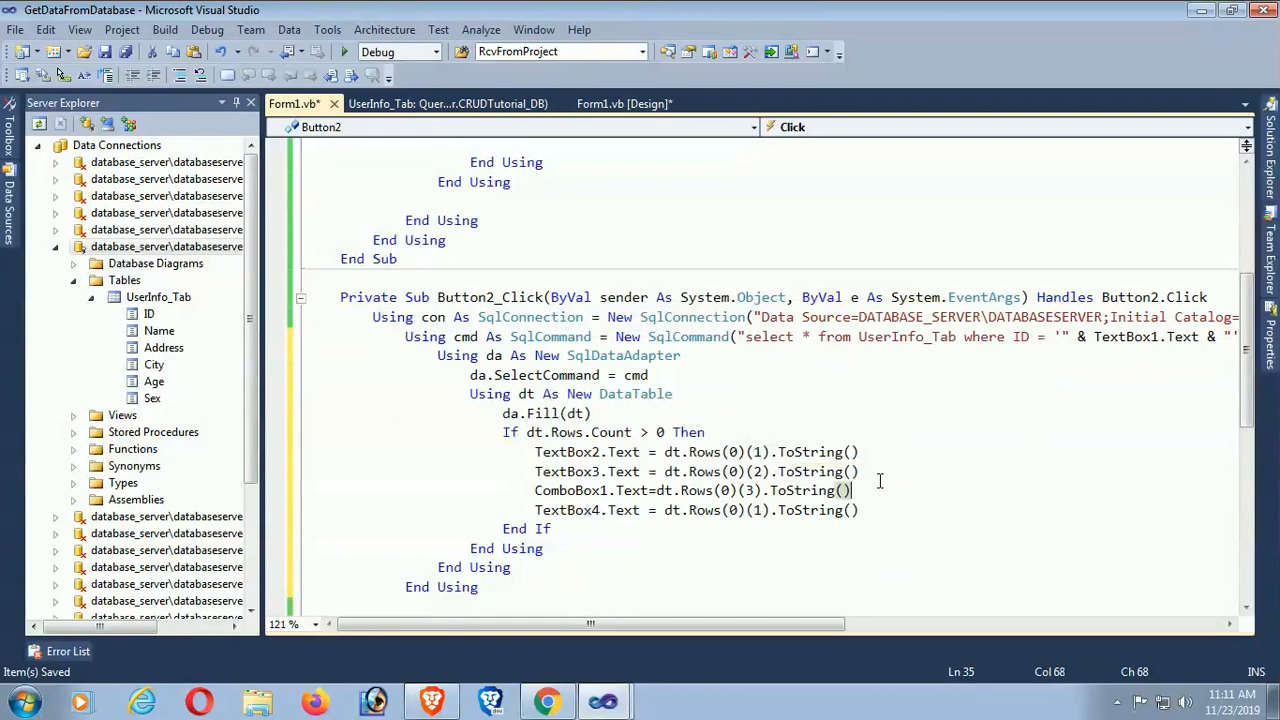 GetDataFromDatabase - Microsoft Visual Studio
File Edit View Project Build Debug Team Data Tools Architecture Test Analyze Window Help
Debug RcvFromProject
Server Explorer
Form1.vb* UserInfo_Tab: Quer...r.CRUDTutorial_DB) Form1.vb [Design]*
Button2 Click
Toolbox
Data Sources
Solution Explorer
Team Explorer
Properties
Data Connections
database_server\databaseserve
database_server\databaseserve
database_server\databaseserve
database_server\databaseserve
database_server\databaseserve
database_server\databaseserve
Database Diagrams
Tables
UserInfo_Tab
ID
Name
Address
City
Age
Sex
Views
Stored Procedures
Functions
Synonyms
Types
Assemblies
database_server\databaseserve
database_server\databaseserve
database_server\databaseserve
database_server\databaseserve
database_server\databaseserve
database_server\databaseserve
End Using
End Using
End Using
End Using
End Sub
Private Sub Button2_Click(ByVal sender As System.Object, ByVal e As System.EventArgs) Handles Button2.Click
Using con As SqlConnection = New SqlConnection("Data Source=DATABASE_SERVER\DATABASESERVER;Initial Catalog=
Using cmd As SqlCommand = New SqlCommand("select * from UserInfo_Tab where ID = '" & TextBox1.Text & "'
Using da As New SqlDataAdapter
da.SelectCommand = cmd
Using dt As New DataTable
da.Fill(dt)
If dt.Rows.Count > 0 Then
TextBox2.Text = dt.Rows(0)(1).ToString()
TextBox3.Text = dt.Rows(0)(2).ToString()
ComboBox1.Text=dt.Rows(0)(3).ToString()
TextBox4.Text = dt.Rows(0)(1).ToString()
End If
End Using
End Using
End Using
121 %
Error List
Item(s) Saved Ln 35 Col 68 Ch 68 INS
11:11 AM
11/23/2019